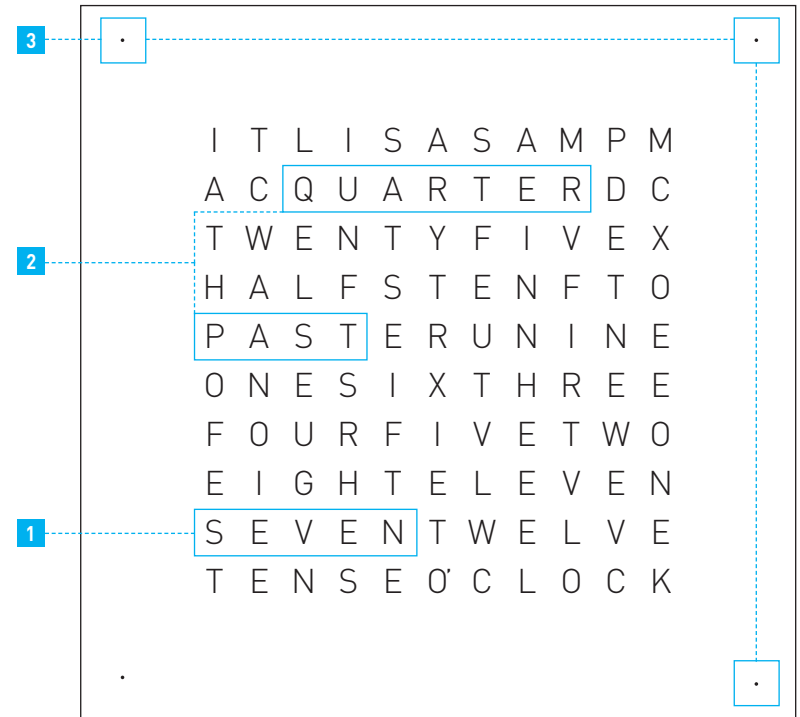 3
I T L I S A S A M P M
A C Q U A R T E R D C
T W E N T Y F I V E X
2
H A L F S T E N F T O
P A S T E R U N I N E
O N E S I X T H R E E
F O U R F I V E T W O
E I G H T E L E V E N
1
S E V E N T W E L V E
T E N S E O' C L O C K